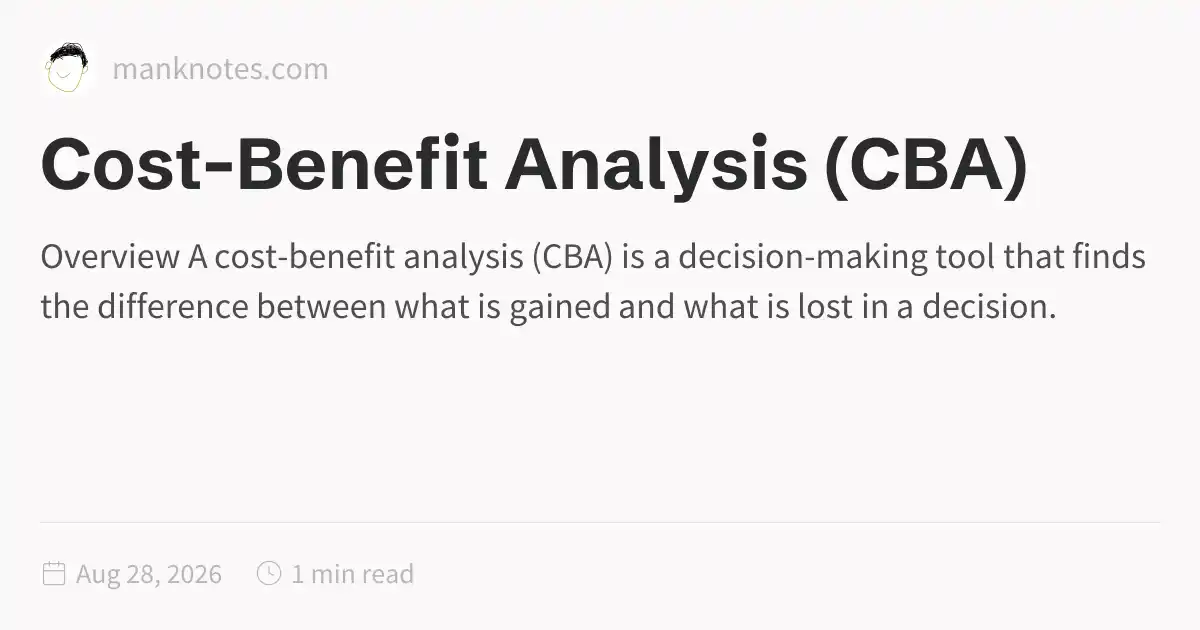 manknotes.com
Cost-Benefit Analysis (CBA)
Overview A cost-benefit analysis (CBA) is a decision-making tool that finds
the difference between what is gained and what is lost in a decision.
Aug 28, 2026 1 min read